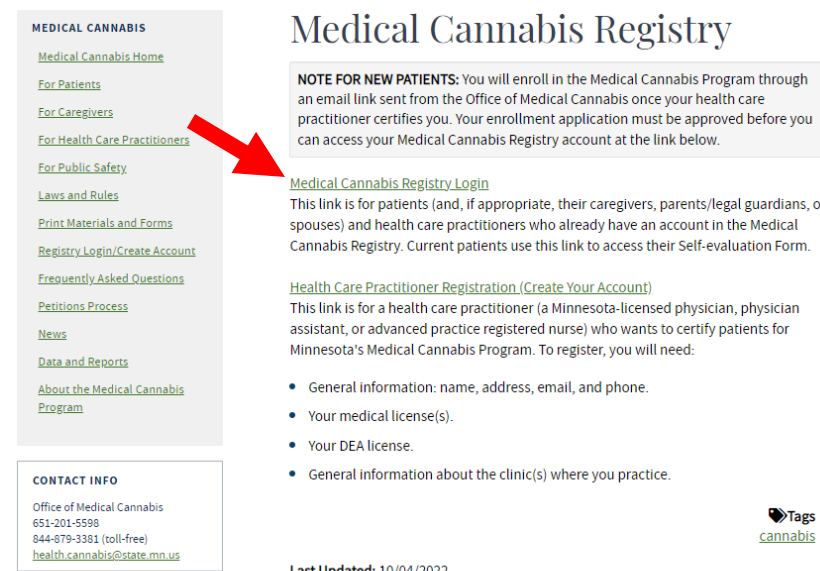 MEDICAL CANNABIS
Medical Cannabis Home
For Patients
For Caregivers
For Health Care Practitioners
For Public Safety
Laws and Rules
Print Materials and Forms
Registry Login/Create Account
Frequently Asked Questions
Petitions Process
News
Data and Reports
About the Medical Cannabis
Program
CONTACT INFO
Office of Medical Cannabis
651-201-5598
844-879-3381 (toll-free)
health.cannabis@state.mn.us
Medical Cannabis Registry
NOTE FOR NEW PATIENTS: You will enroll in the Medical Cannabis Program through
an email link sent from the Office of Medical Cannabis once your health care
practitioner certifies you. Your enrollment application must be approved before you
can access your Medical Cannabis Registry account at the link below.
Medical Cannabis Registry Login
This link is for patients (and, if appropriate, their caregivers, parents/legal guardians, o
spouses) and health care practitioners who already have an account in the Medical
Cannabis Registry. Current patients use this link to access their Self-evaluation Form.
Health Care Practitioner Registration (Create Your Account)
This link is for a health care practitioner (a Minnesota-licensed physician, physician
assistant, or advanced practice registered nurse) who wants to certify patients for
Minnesota's Medical Cannabis Program. To register, you will need:
• General information: name, address, email, and phone.
• Your medical license(s).
• Your DEA license.
• General information about the clinic(s) where you practice.
Tags
cannabis
Last Updated: 10/04/2022